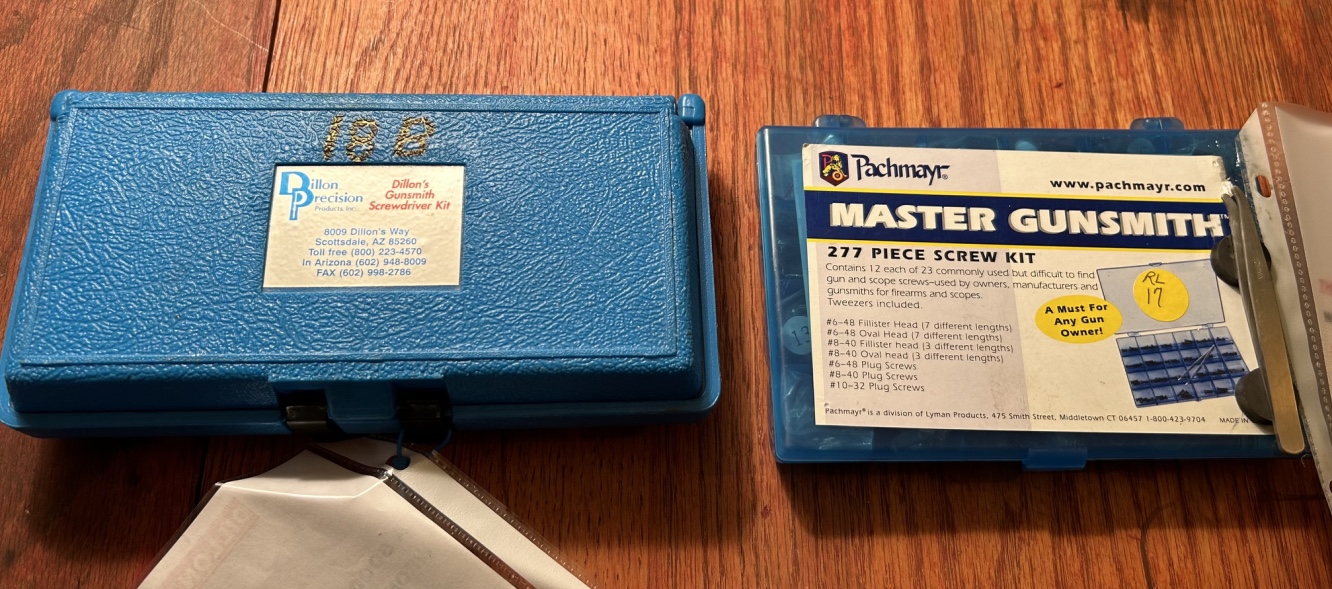 18 B
Dillon
Precision
Products, Inc.
Dillon's
Gunsmith
Screwdriver Kit
8009 Dillon's Way
Scottsdale, AZ 85260
Toll free (800) 223-4570
In Arizona (602) 948-8009
FAX (602) 998-2786
Pachmayr®
www.pachmayr.com
MASTER GUNSMITH™
277 PIECE SCREW KIT
Contains 12 each of 23 commonly used but difficult to find
gun and scope screws–used by owners, manufacturers and
gunsmiths for firearms and scopes.
Tweezers included.
#6–48 Fillister Head (7 different lengths)
#6–48 Oval Head (7 different lengths)
#8–40 Fillister head (3 different lengths)
#8–40 Oval head (3 different lengths)
#6–48 Plug Screws
#8–40 Plug Screws
#10–32 Plug Screws
A Must For
Any Gun
Owner!
RL
17
13
Pachmayr® is a division of Lyman Products, 475 Smith Street, Middletown CT 06457 1-800-423-9704
MADE IN